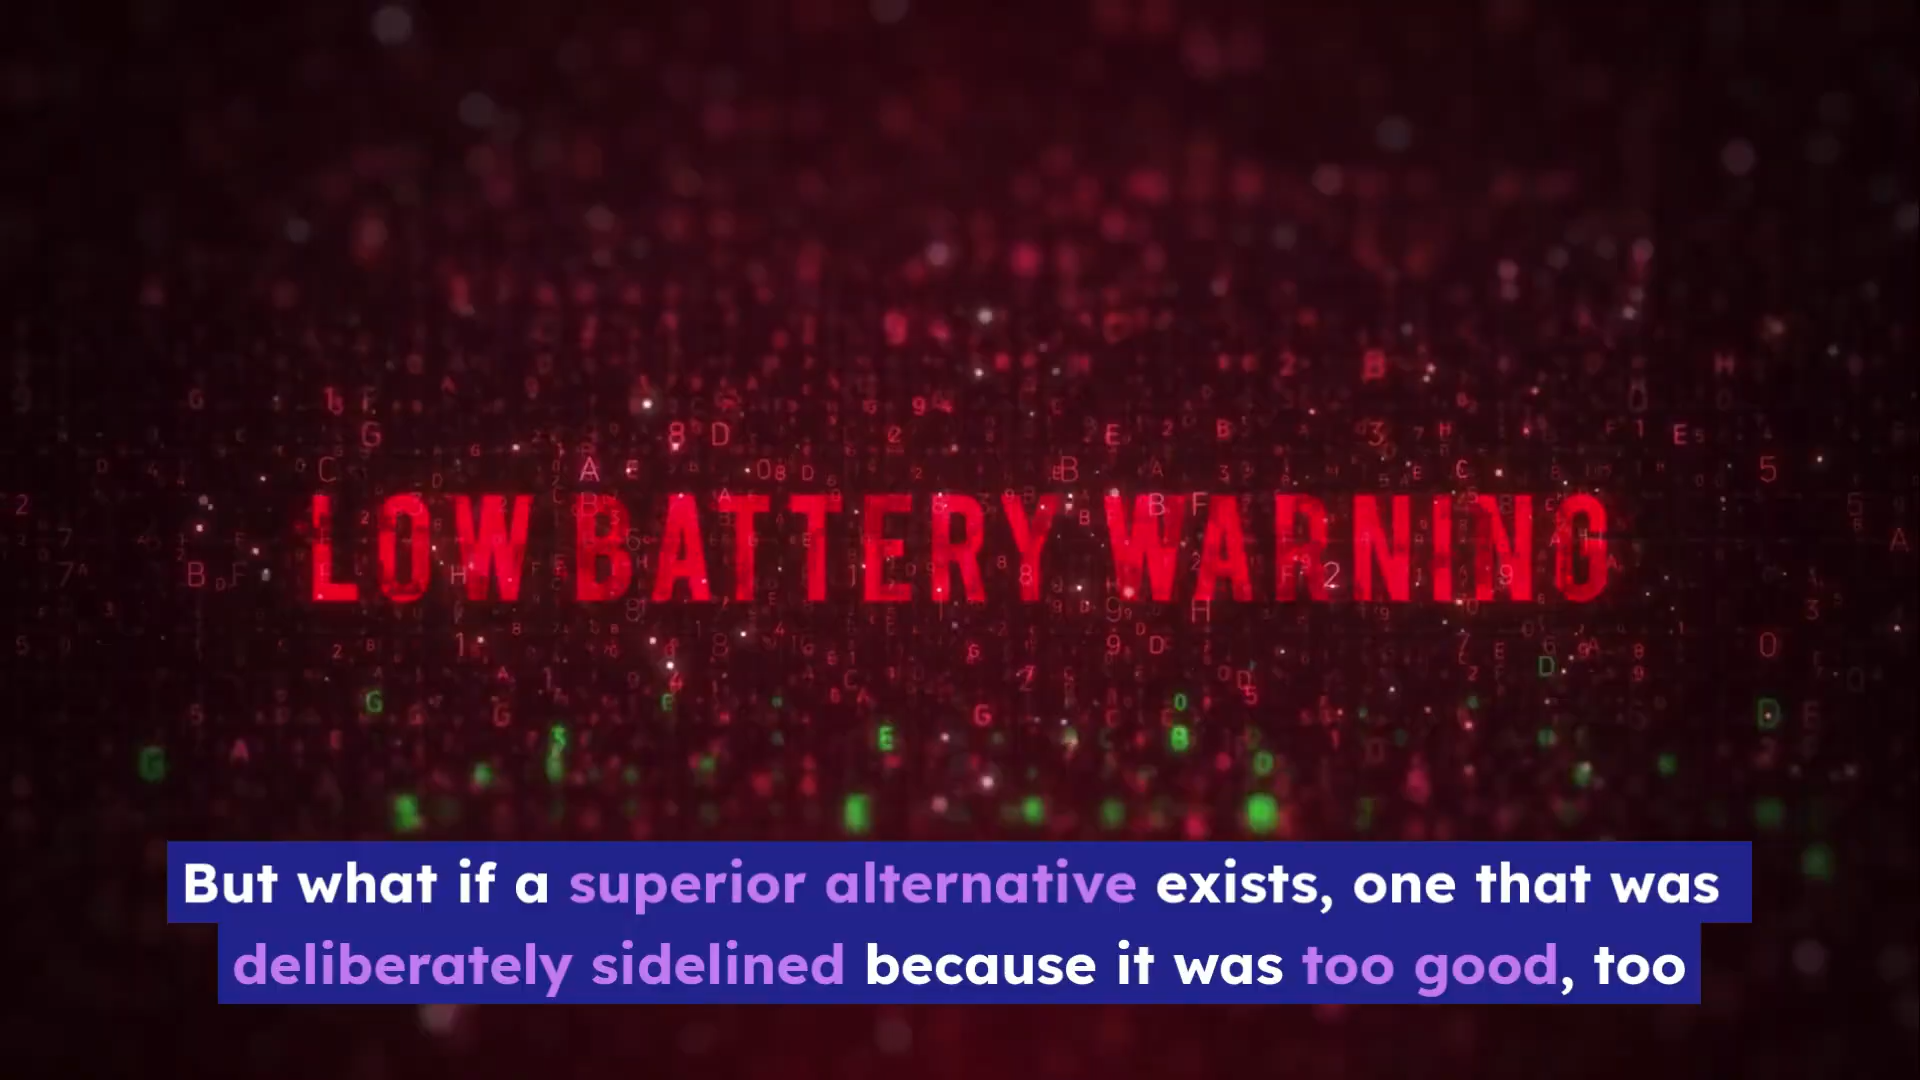 LOW BATTERY WARNING
But what if a superior alternative exists, one that was
deliberately sidelined because it was too good, too